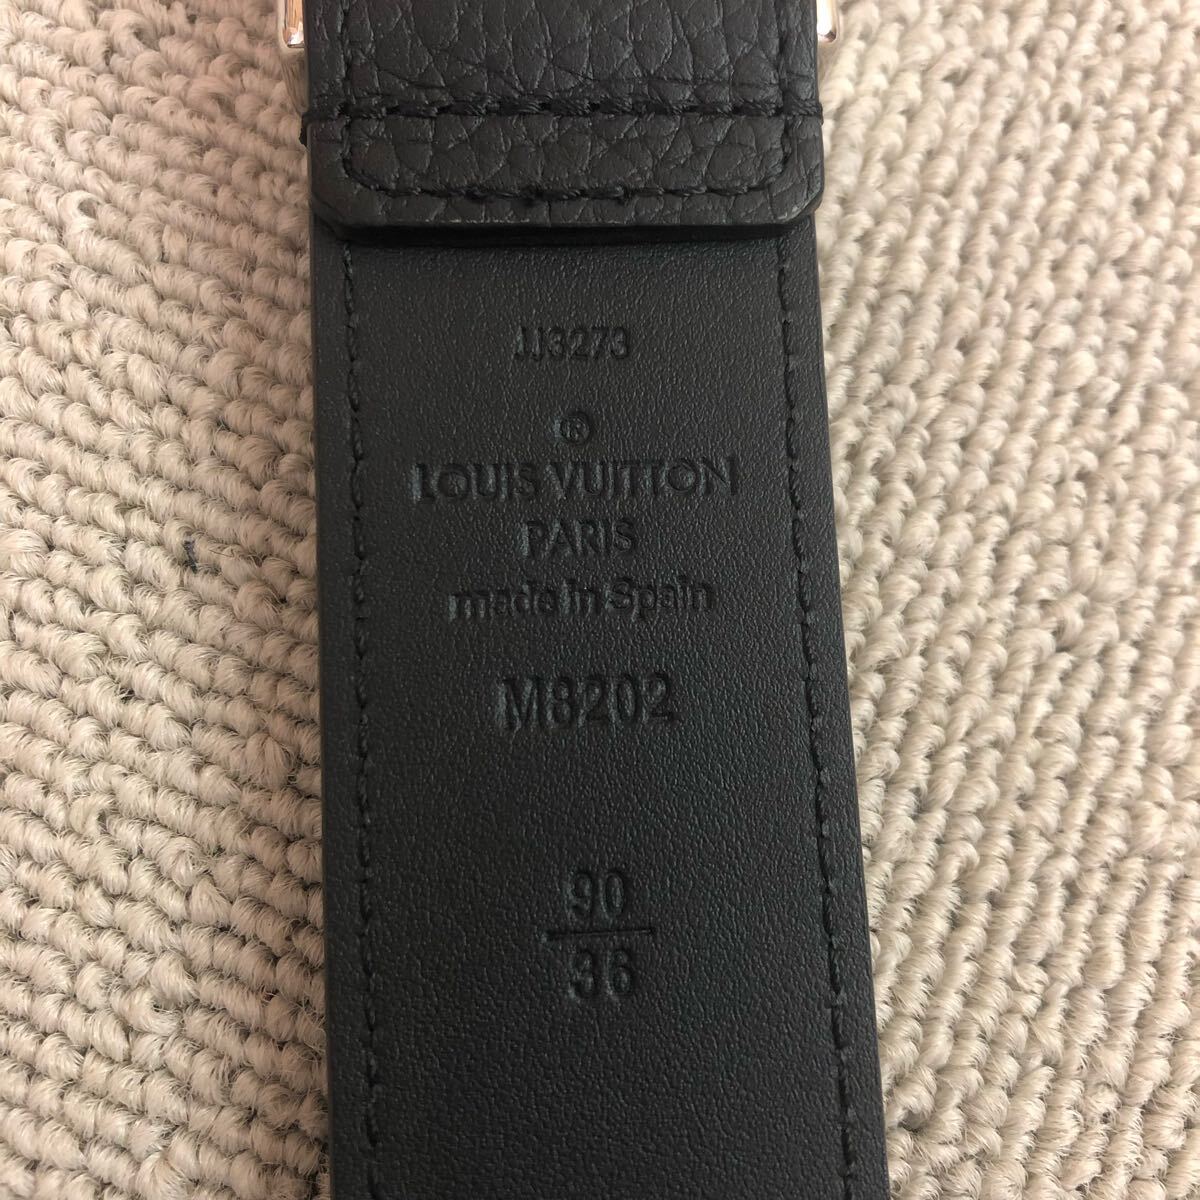 JJ3273
®
LOUIS VUITTON
PARIS
made in Spain
M8202
90
36